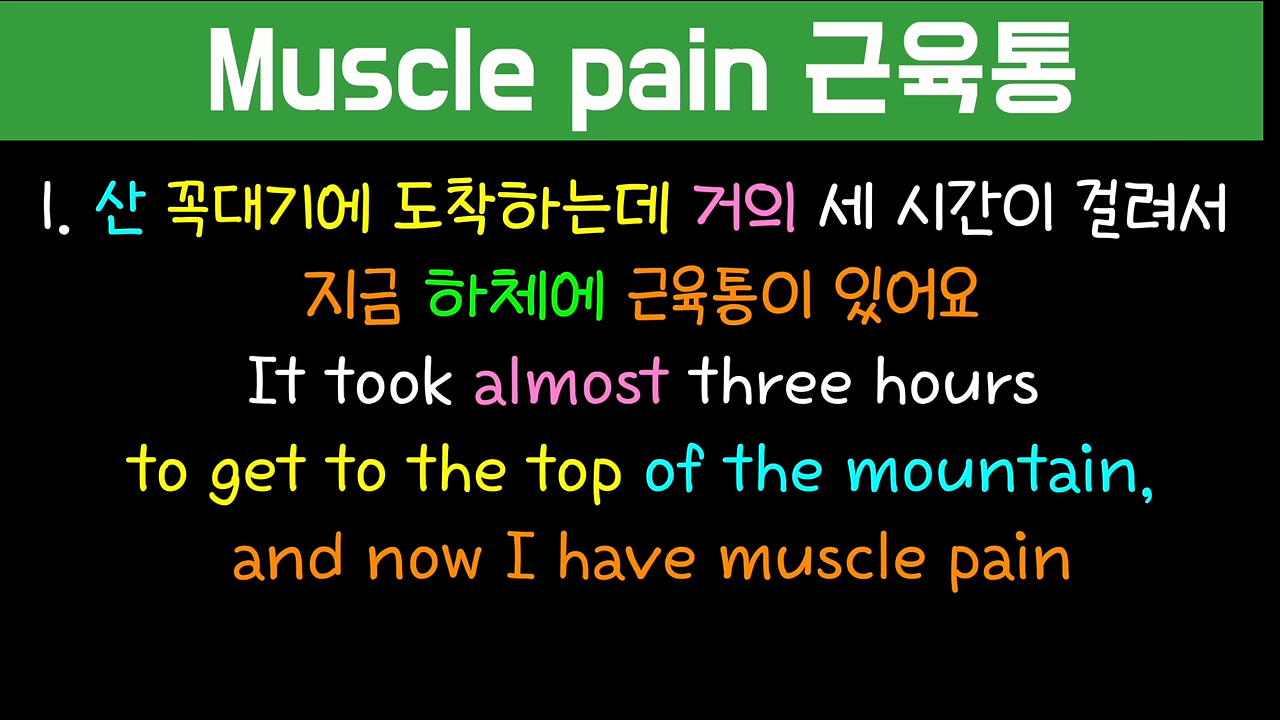 Muscle pain 근육통
1. 산 꼭대기에 도착하는데 거의 세 시간이 걸려서
지금 하체에 근육통이 있어요
It took almost three hours
to get to the top of the mountain,
and now I have muscle pain